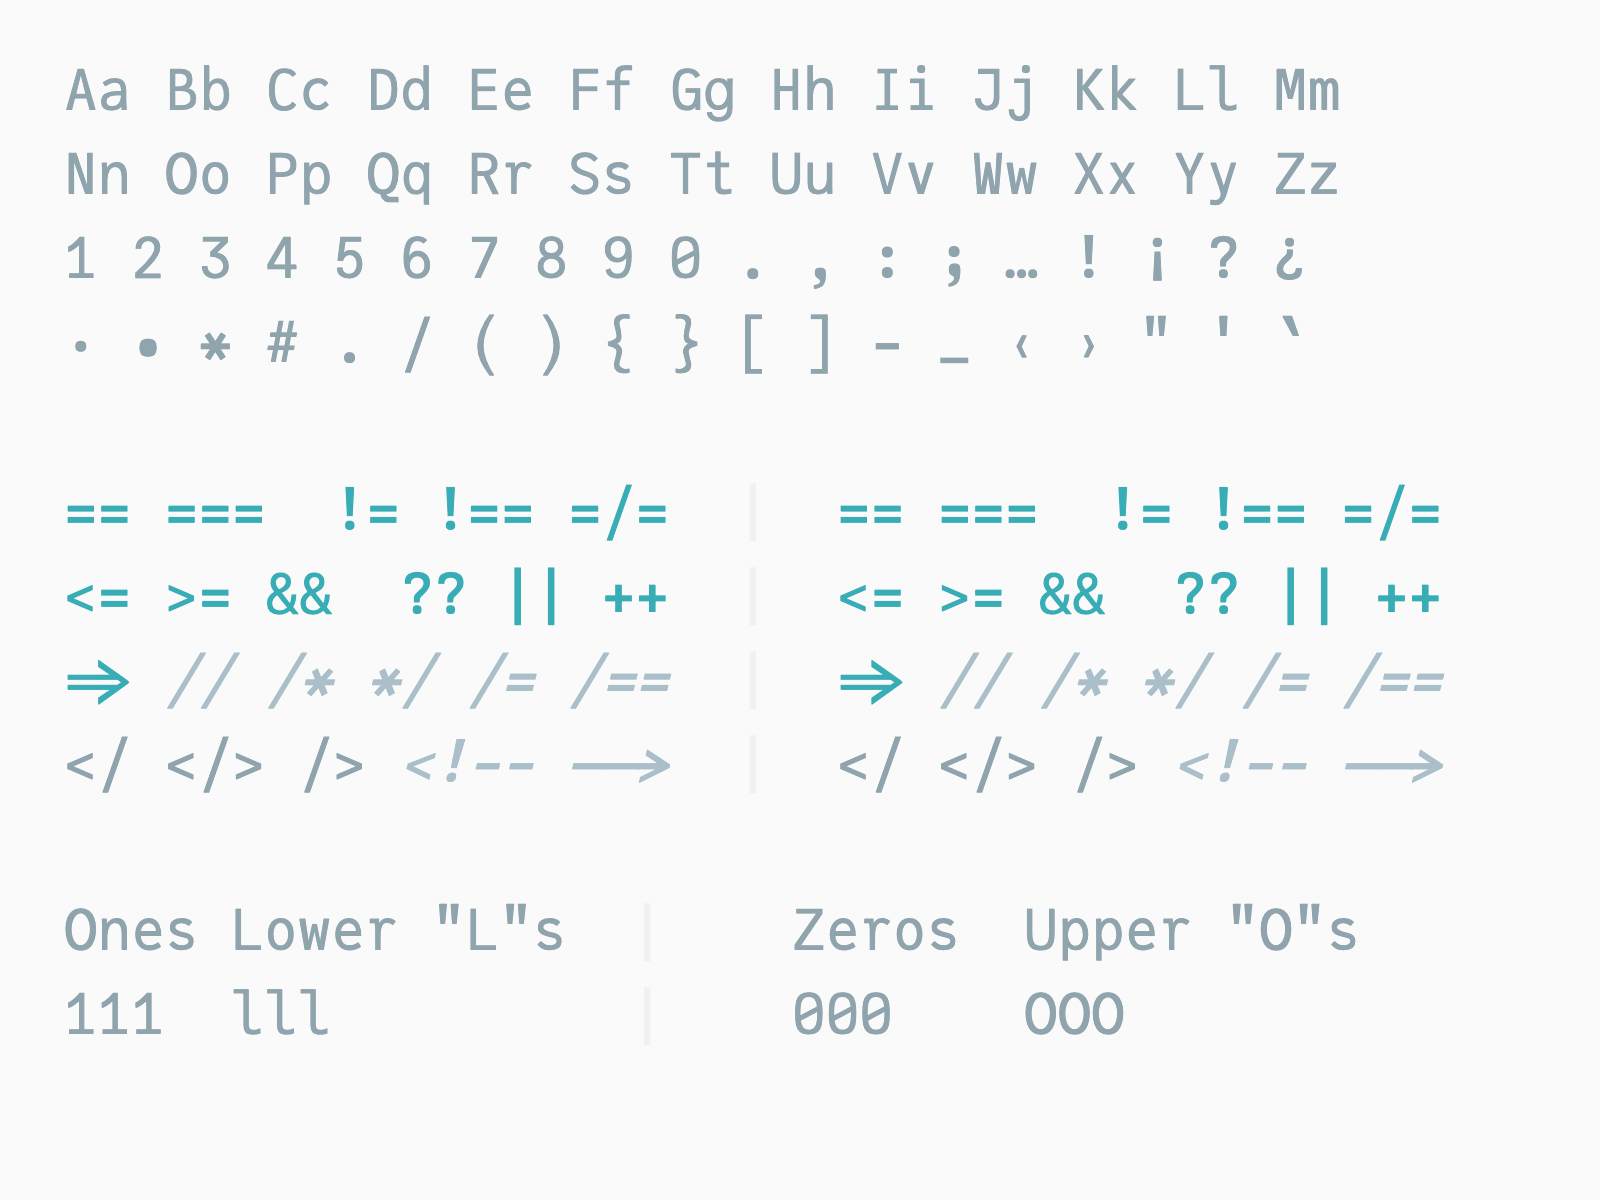 Aa Bb Cc Dd Ee Ff Gg Hh Ii Jj Kk Ll Mm
Nn Oo Pp Qq Rr Ss Tt Uu Vv Ww Xx Yy Zz
1 2 3 4 5 6 7 8 9 0 . , : ; … ! ¡ ? ¿
· • * # . / ( ) { } [ ] - _ ‹ › " ' `
== === != !== =/= | == === != !== =/=
<= >= && ?? || ++ | <= >= && ?? || ++
⇒ // /* */ /= /== | ⇒ // /* */ /= /==
</ </> /> <!-- ⟶ | </ </> /> <!-- ⟶
Ones Lower "L"s | Zeros Upper "O"s
111 lll | 000 OOO